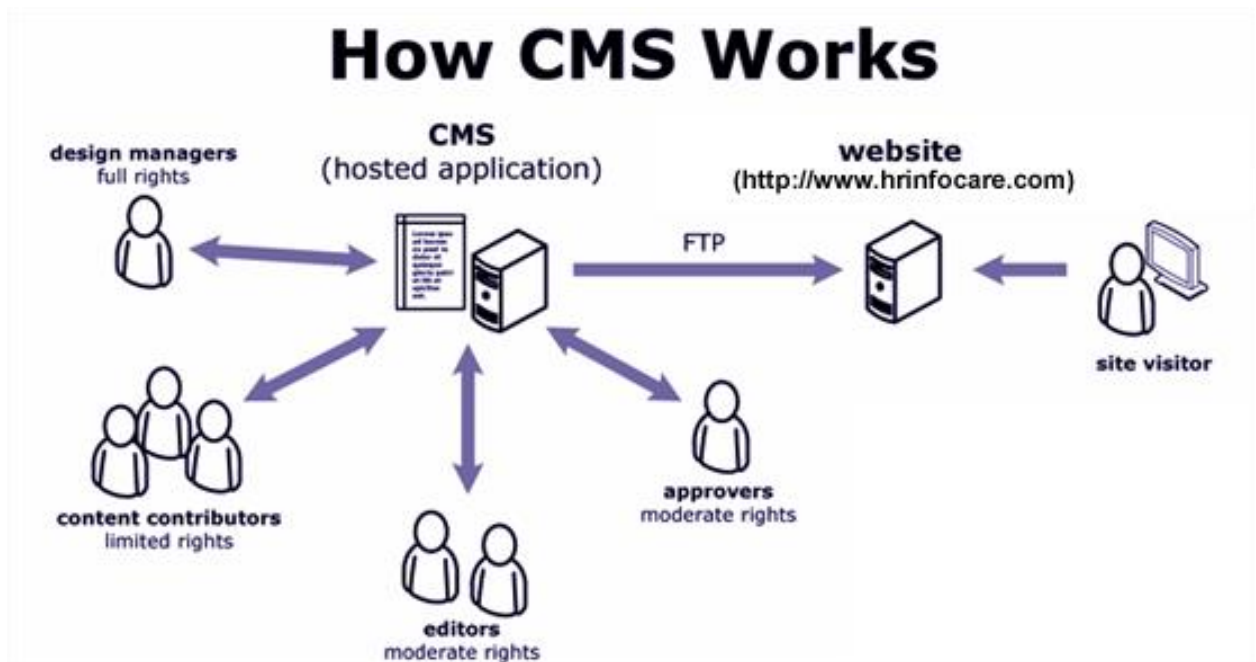 How CMS Works
design managers
full rights
CMS
(hosted application)
website
(http://www.hrinfocare.com)
FTP
site visitor
content contributors
limited rights
approvers
moderate rights
editors
moderate rights